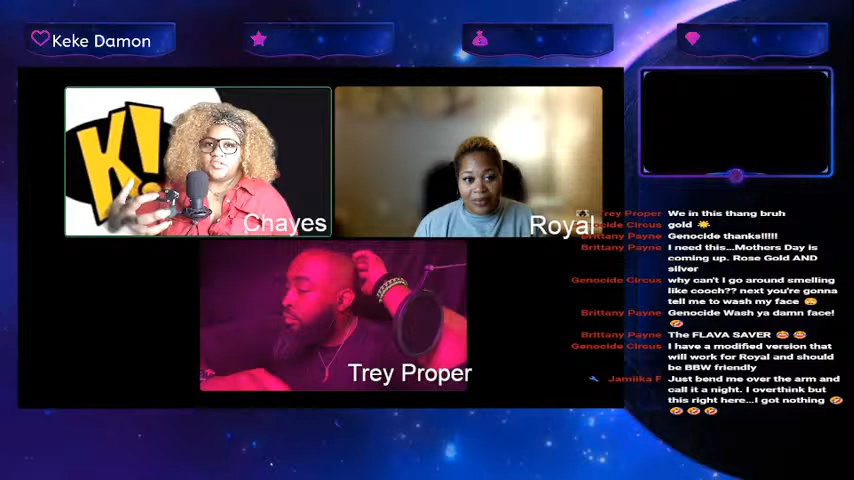 Keke Damon
K!
Chayes
Royal
Trey Proper
Trey Proper We in this thang bruh
Circus gold
Brittany Payne Genocide thanks!!!!!
Brittany Payne I need this...Mothers Day is
coming up. Rose Gold AND
silver
Genocide Circus why can't I go around smelling
like cooch?? next you're gonna
tell me to wash my face
Brittany Payne Genocide Wash ya damn face!
Brittany Payne The FLAVA SAVER
Genocide Circus I have a modified version that
will work for Royal and should
be BBW friendly
Jamiika F Just bend me over the arm and
call it a night. I overthink but
this right here...I got nothing